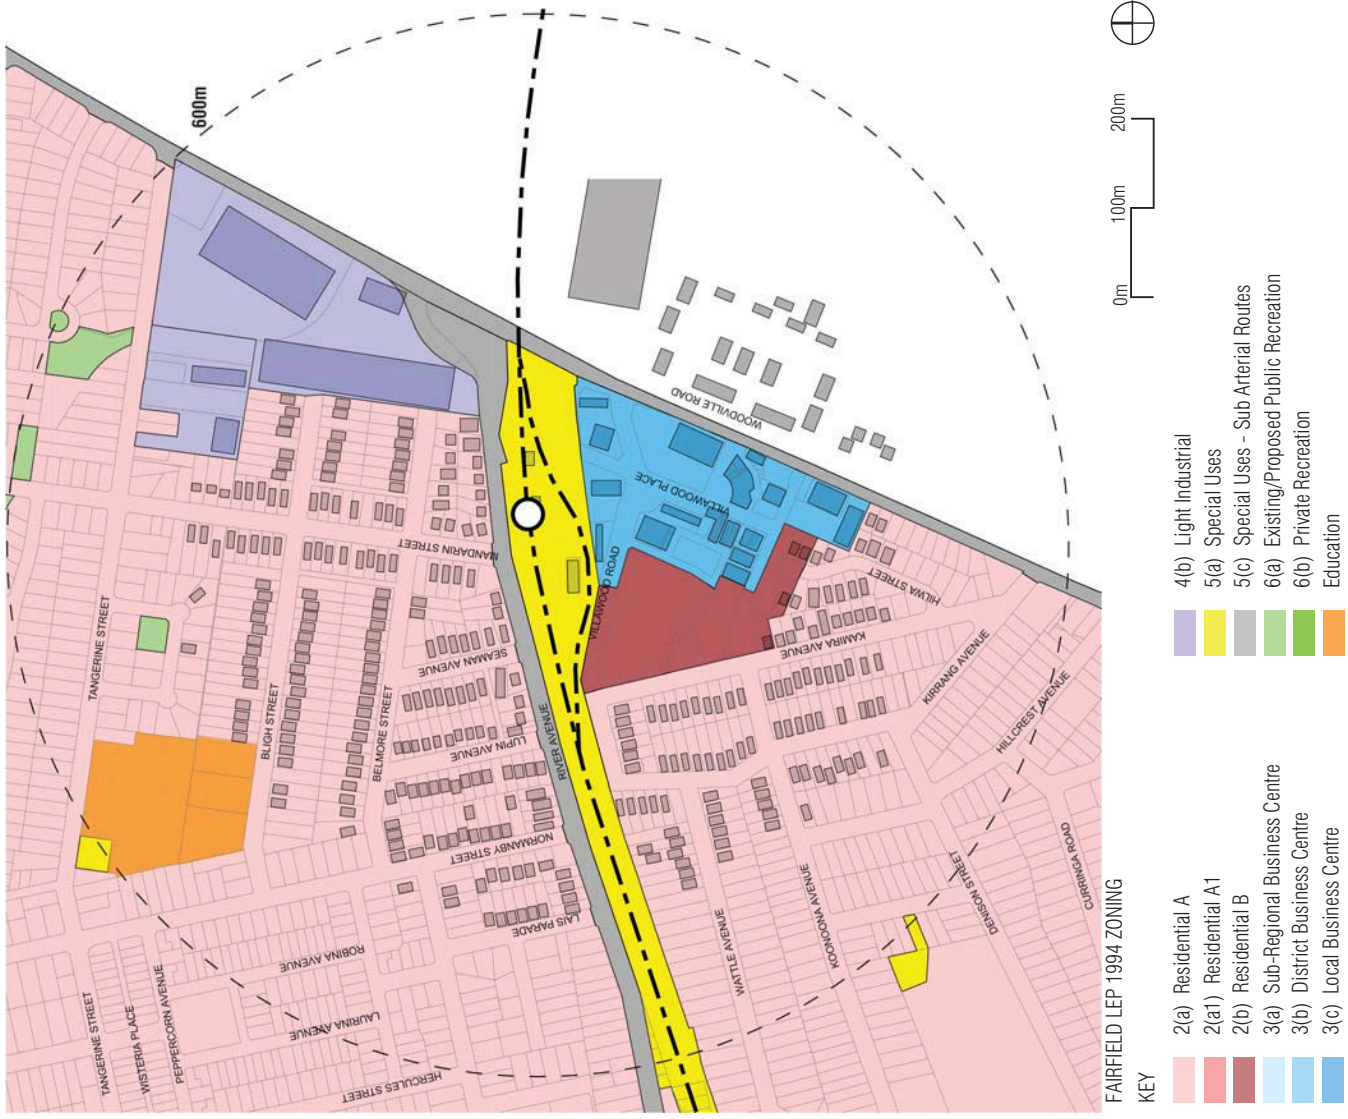 600m
WOODVILLE ROAD
VILLAWOOD PLACE
VILLAWOOD ROAD
MANDARIN STREET
HILWA STREET
KAMIRA AVENUE
KIRRANG AVENUE
HILLCREST AVENUE
TANGERINE STREET
SEAMAN AVENUE
BLIGH STREET
BELMORE STREET
LUPIN AVENUE
RIVER AVENUE
NORMANBY STREET
LAIS PARADE
ROBINA AVENUE
LAURINA AVENUE
HERCULES STREET
TANGERINE STREET
WISTERIA PLACE
PEPPERCORN AVENUE
WATTLE AVENUE
KOONOONA AVENUE
DENISON STREET
CURRINGA ROAD
FAIRFIELD LEP 1994 ZONING
KEY
2(a) Residential A
2(a1) Residential A1
2(b) Residential B
3(a) Sub-Regional Business Centre
3(b) District Business Centre
3(c) Local Business Centre
4(b) Light Industrial
5(a) Special Uses
5(c) Special Uses - Sub Arterial Routes
6(a) Existing/Proposed Public Recreation
6(b) Private Recreation
Education
0m 100m 200m